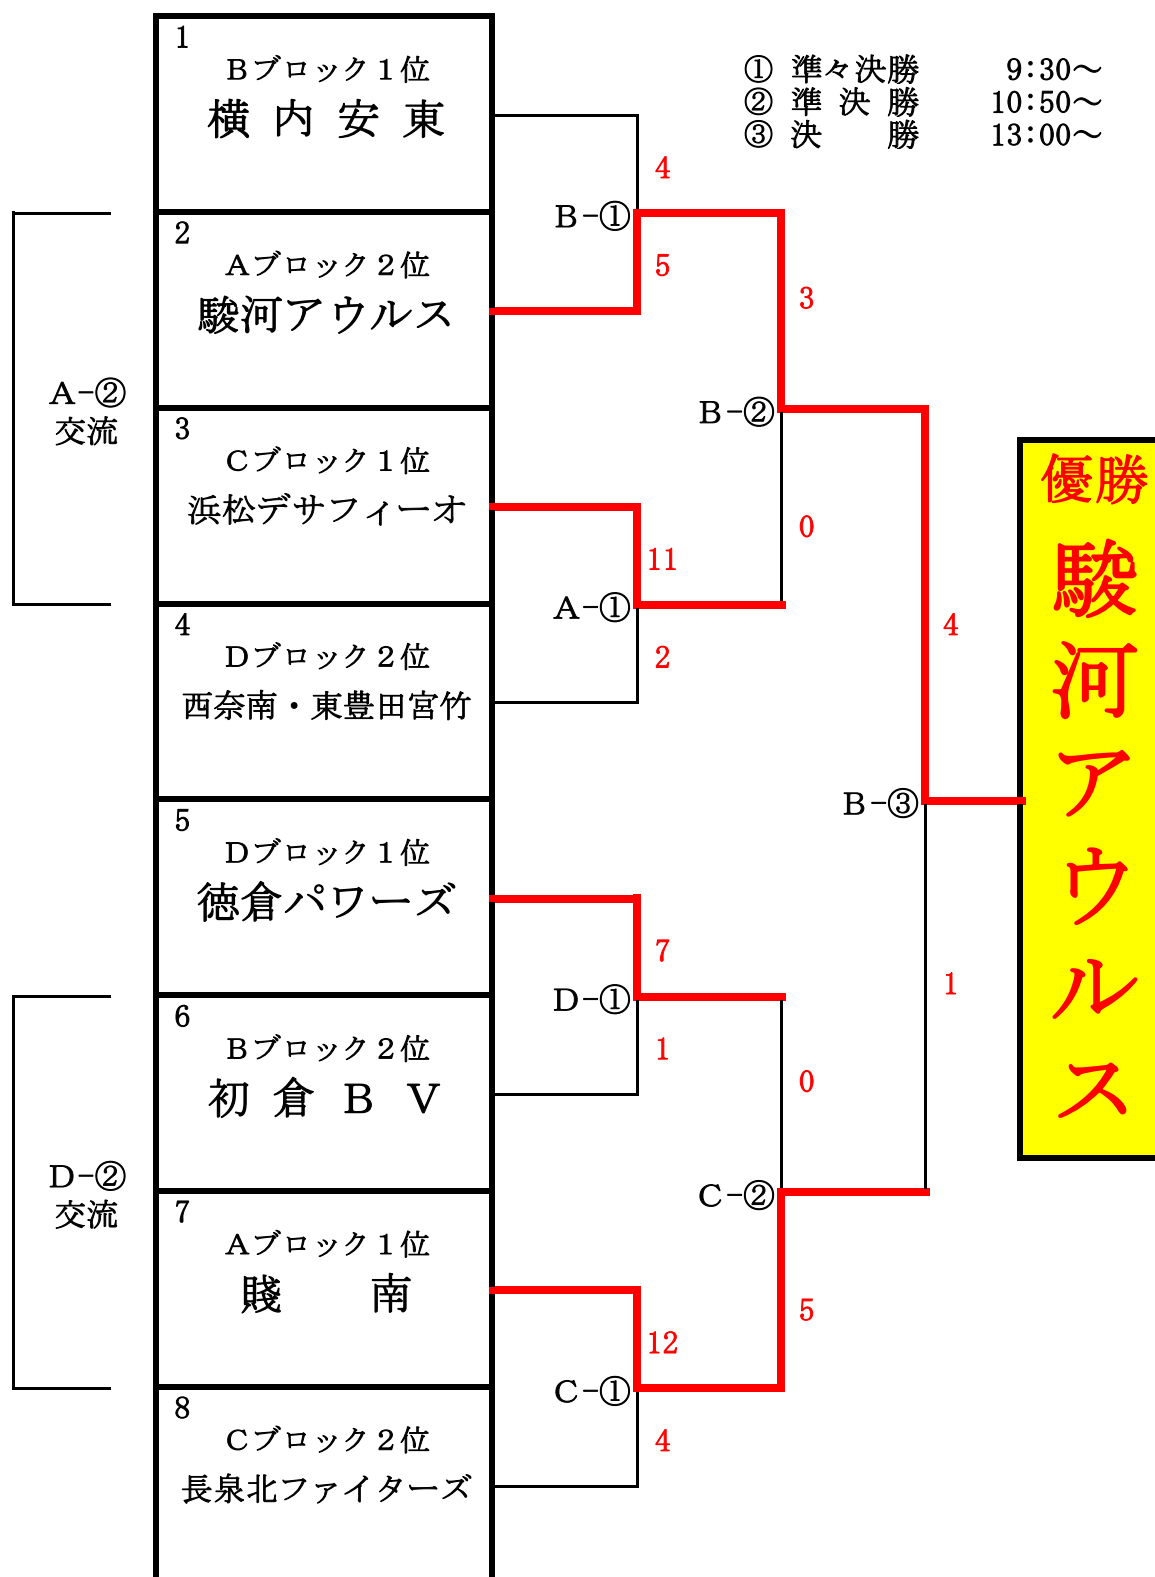 ① 準々決勝 9:30～
② 準 決 勝 10:50～
③ 決 勝 13:00～
1
Bブロック1位
横 内 安 東
2
Aブロック2位
駿河アウルス
3
Cブロック1位
浜松デサフィーオ
4
Dブロック2位
西奈南・東豊田宮竹
5
Dブロック1位
徳倉パワーズ
6
Bブロック2位
初 倉 B V
7
Aブロック1位
賤 南
8
Cブロック2位
長泉北ファイターズ
A-②
交流
D-②
交流
4
B-①
5
11
A-①
2
7
D-①
1
12
C-①
4
3
B-②
0
0
C-②
5
4
B-③
1
優勝
駿河アウルス